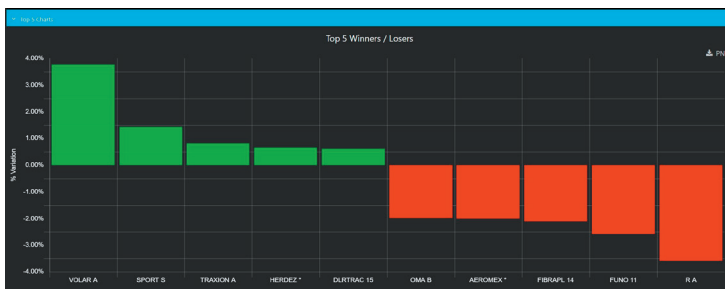 Top 5 Charts
Top 5 Winners / Losers
PN
4.00%
3.00%
2.00%
1.00%
0.00%
-1.00%
-2.00%
-3.00%
-4.00%
% Variation
VOLAR A
SPORT S
TRAXION A
HERDEZ *
DLRTRAC 15
OMA B
AEROMEX *
FIBRAPL 14
FUNO 11
R A